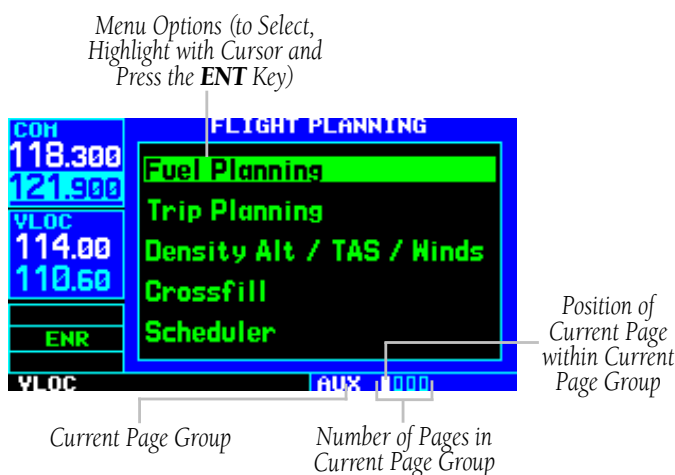 Menu Options (to Select,
Highlight with Cursor and
Press the ENT Key)
FLIGHT PLANNING
COM
118.300
121.900
VLOC
114.00
110.60
ENR
VLOC
Fuel Planning
Trip Planning
Density Alt / TAS / Winds
Crossfill
Scheduler
AUX
Position of
Current Page
within Current
Page Group
Current Page Group
Number of Pages in
Current Page Group